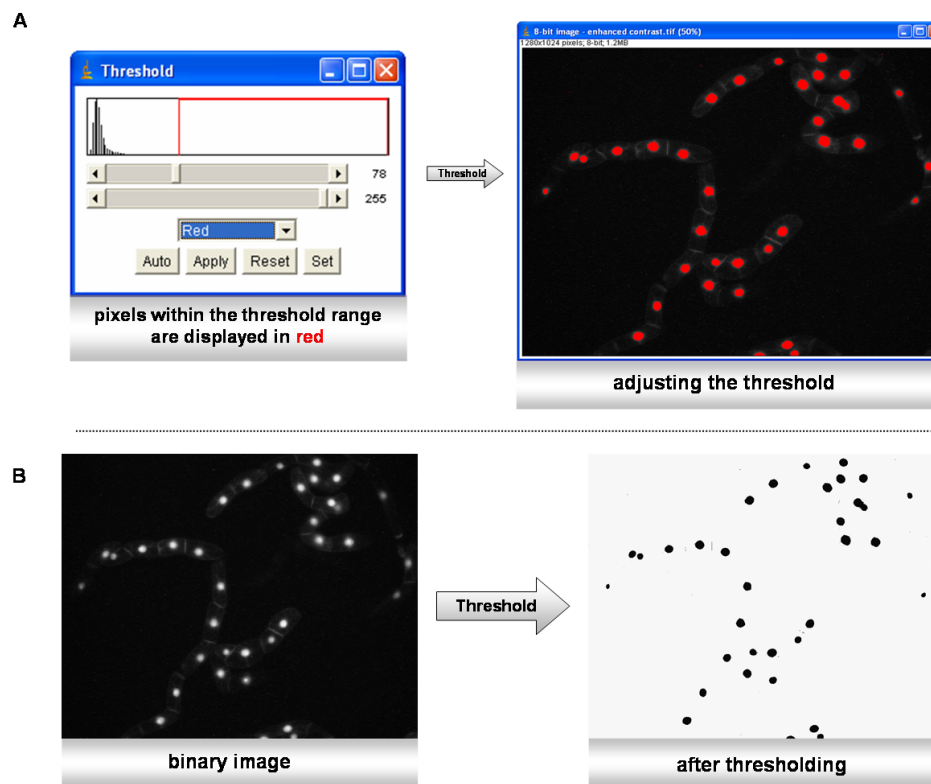 A
Threshold
78
255
Red
Auto Apply Reset Set
pixels within the threshold range
are displayed in red
Threshold
8-bit image - enhanced contrast.tif (50%)
1280x1024 pixels; 8-bit; 1.2MB
adjusting the threshold
B
binary image
Threshold
after thresholding